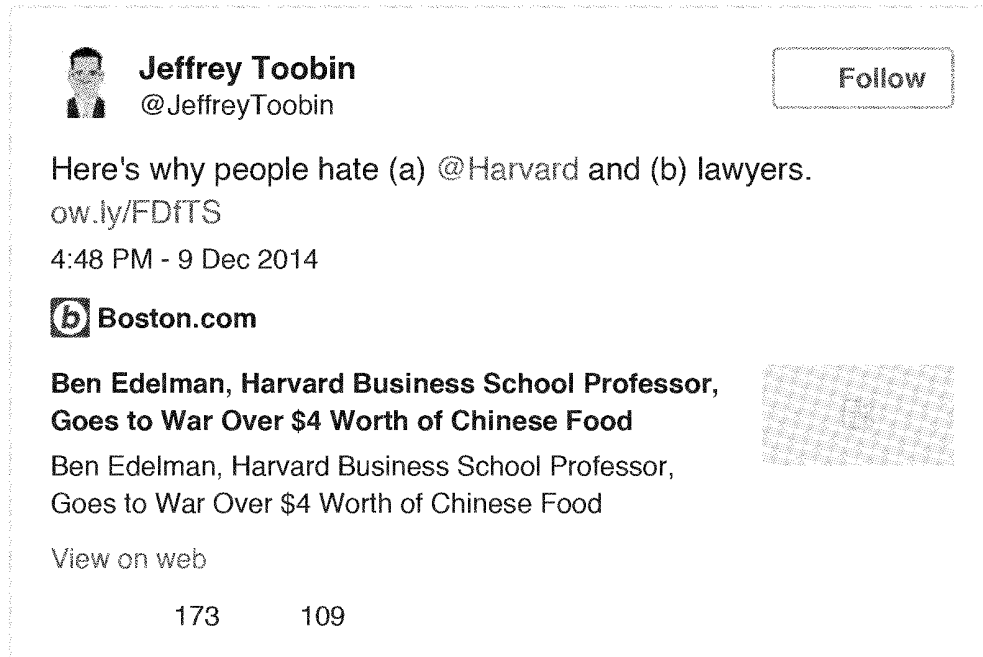 Jeffrey Toobin
@JeffreyToobin
Follow
Here's why people hate (a) @Harvard and (b) lawyers.
ow.ly/FDfTS
4:48 PM - 9 Dec 2014
b Boston.com
Ben Edelman, Harvard Business School Professor,
Goes to War Over $4 Worth of Chinese Food
Ben Edelman, Harvard Business School Professor,
Goes to War Over $4 Worth of Chinese Food
View on web
173 109